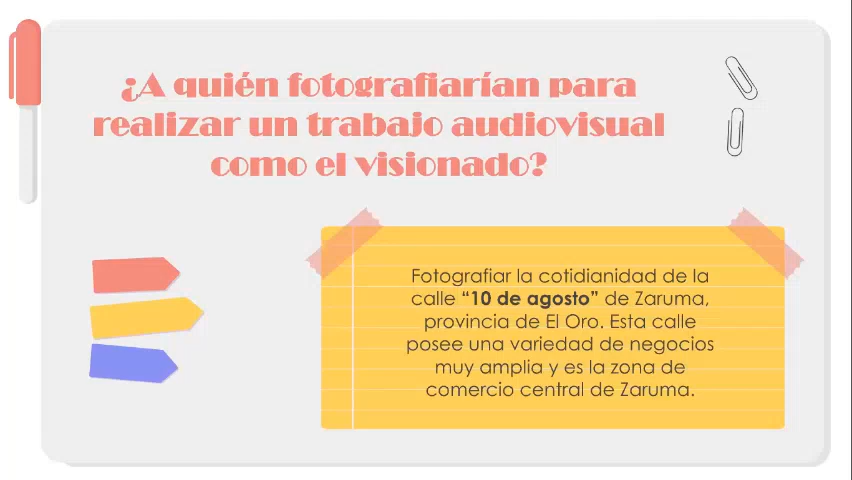 ¿A quién fotografiarían para
realizar un trabajo audiovisual
como el visionado?
Fotografiar la cotidianidad de la
calle “10 de agosto” de Zaruma,
provincia de El Oro. Esta calle
posee una variedad de negocios
muy amplia y es la zona de
comercio central de Zaruma.